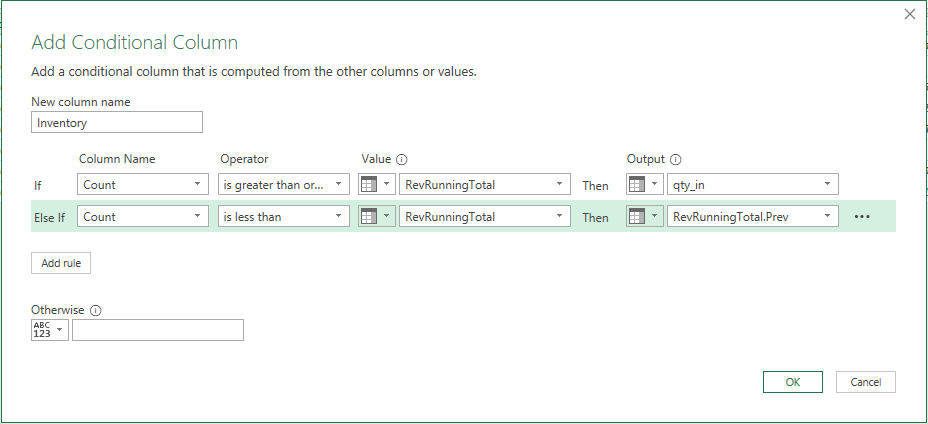 Add Conditional Column
Add a conditional column that is computed from the other columns or values.
New column name
Inventory
Column Name Operator Value Output
If Count is greater than or... RevRunningTotal Then qty_in
Else If Count is less than RevRunningTotal Then RevRunningTotal.Prev ...
Add rule
Otherwise
ABC
123
OK Cancel